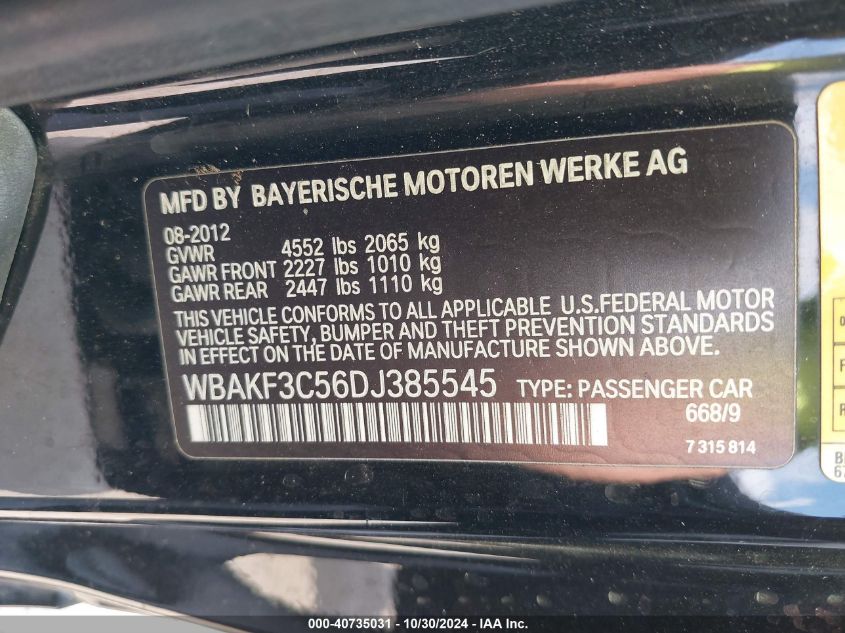 MFD BY BAYERISCHE MOTOREN WERKE AG
08-2012
GVWR 4552 lbs 2065 kg
GAWR FRONT 2227 lbs 1010 kg
GAWR REAR 2447 lbs 1110 kg
THIS VEHICLE CONFORMS TO ALL APPLICABLE U.S.FEDERAL MOTOR
VEHICLE SAFETY, BUMPER AND THEFT PREVENTION STANDARDS
IN EFFECT ON THE DATE OF MANUFACTURE SHOWN ABOVE.
WBAKF3C56DJ385545 TYPE: PASSENGER CAR
668/9
7 315 814
000-40735031 - 10/30/2024 - IAA Inc.